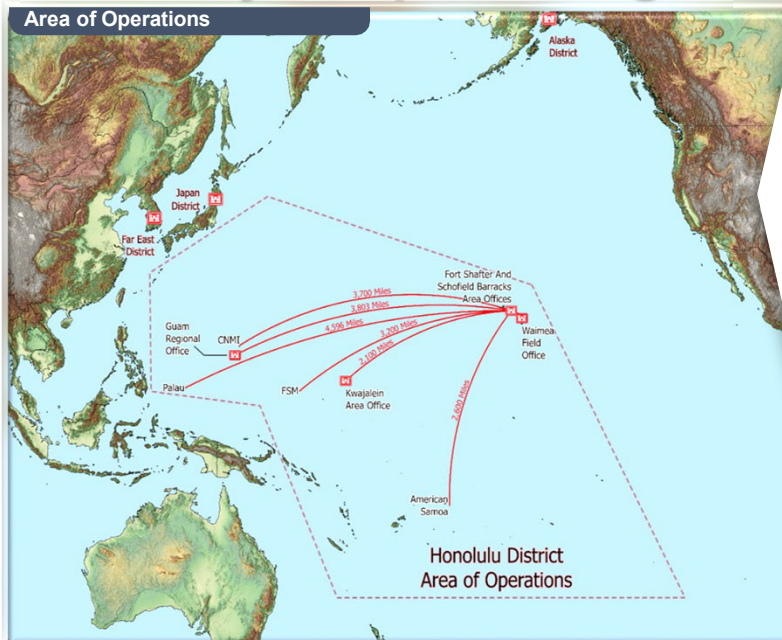 Area of Operations
Alaska
District
Japan
District
Far East
District
Fort Shafter And
Schofield Barracks
Area Offices
3,700 Miles
3,803 Miles
4,596 Miles
3,200 Miles
2,100 Miles
Guam
Regional
Office
CNMI
Waimea
Field
Office
Palau
FSM
Kwajalein
Area Office
2,600 Miles
American
Samoa
Honolulu District
Area of Operations